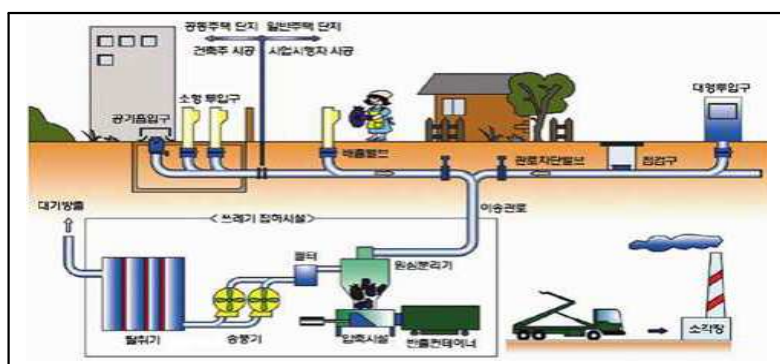 공동주택 단지 일반주택 단지
건축주 시공 사업시행자 시공
소형 투입구
대형투입구
공기흡입구
배출밸브
관로차단밸브
점검구
대기방출
이송관로
< 쓰레기 집하시설 >
필터
원심분리기
탈취기
송풍기
압축시설
반출컨테이너
소각장